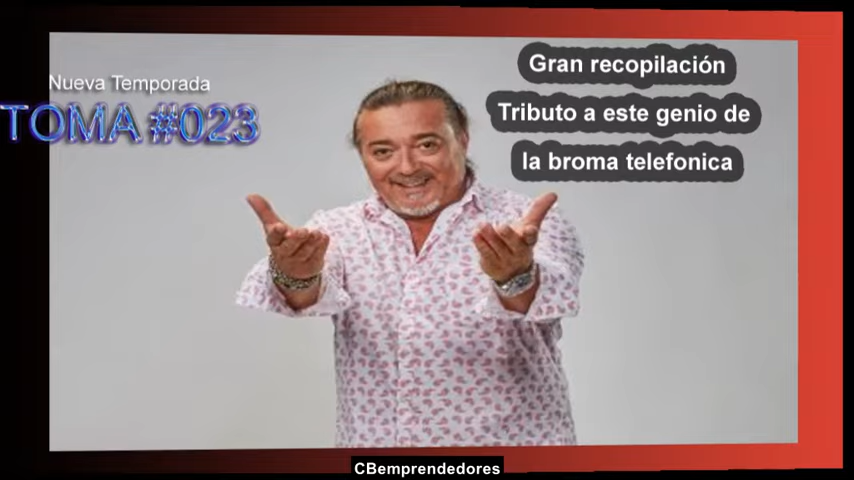 Nueva Temporada
TOMA #023
Gran recopilación
Tributo a este genio de
la broma telefonica
CBemprendedores